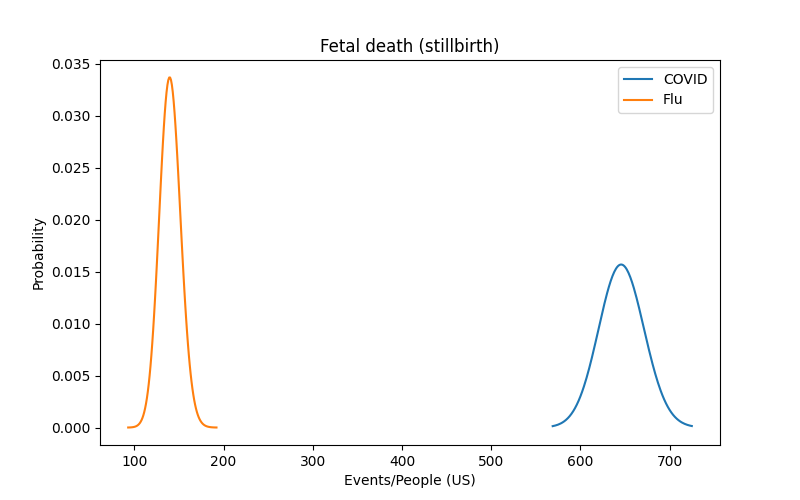 Fetal death (stillbirth)
COVID
Flu
Probability
0.035
0.030
0.025
0.020
0.015
0.010
0.005
0.000
100 200 300 400 500 600 700
Events/People (US)